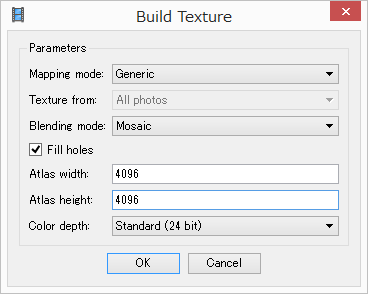 Build Texture
Parameters
Mapping mode: Generic
Texture from: All photos
Blending mode: Mosaic
Fill holes
Atlas width: 4096
Atlas height: 4096
Color depth: Standard (24 bit)
OK Cancel